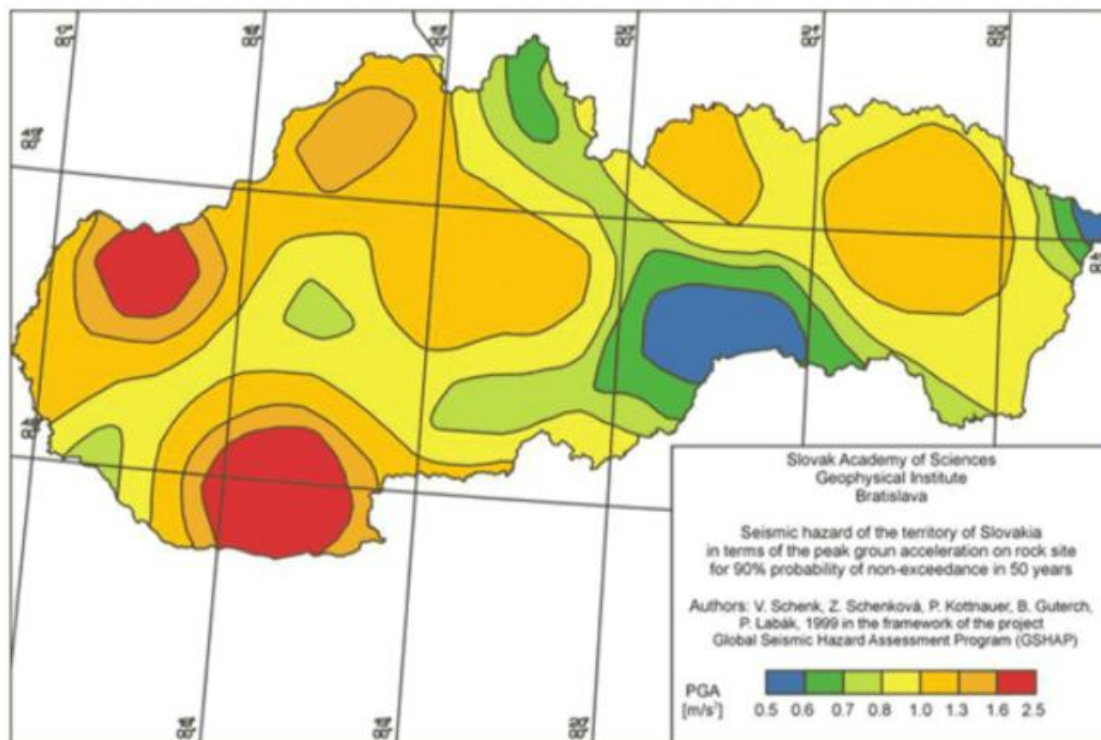 Slovak Academy of Sciences
Geophysical Institute
Bratislava
Seismic hazard of the territory of Slovakia
in terms of the peak groun acceleration on rock site
for 90% probability of non-exceedance in 50 years
Authors: V. Schenk, Z. Schenková, P. Kottnauer, B. Guterch,
P. Labák, 1999 in the framework of the project
Global Seismic Hazard Assessment Program (GSHAP)
PGA
[m/s²]
0.5 0.6 0.7 0.8 1.0 1.3 1.6 2.5